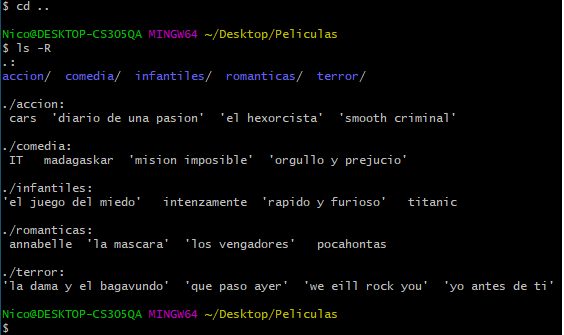 $ cd ..
Nico@DESKTOP-CS305QA MINGW64 ~/Desktop/Peliculas
$ ls -R
.:
accion/  comedia/  infantiles/  romanticas/  terror/
./accion:
cars  'diario de una pasion'  'el hexorcista'  'smooth criminal'
./comedia:
IT  madagaskar  'mision imposible'  'orgullo y prejucio'
./infantiles:
'el juego del miedo'  intenzamente  'rapido y furioso'  titanic
./romanticas:
annabelle  'la mascara'  'los vengadores'  pocahontas
./terror:
'la dama y el bagavundo'  'que paso ayer'  'we eill rock you'  'yo antes de ti'
Nico@DESKTOP-CS305QA MINGW64 ~/Desktop/Peliculas
$